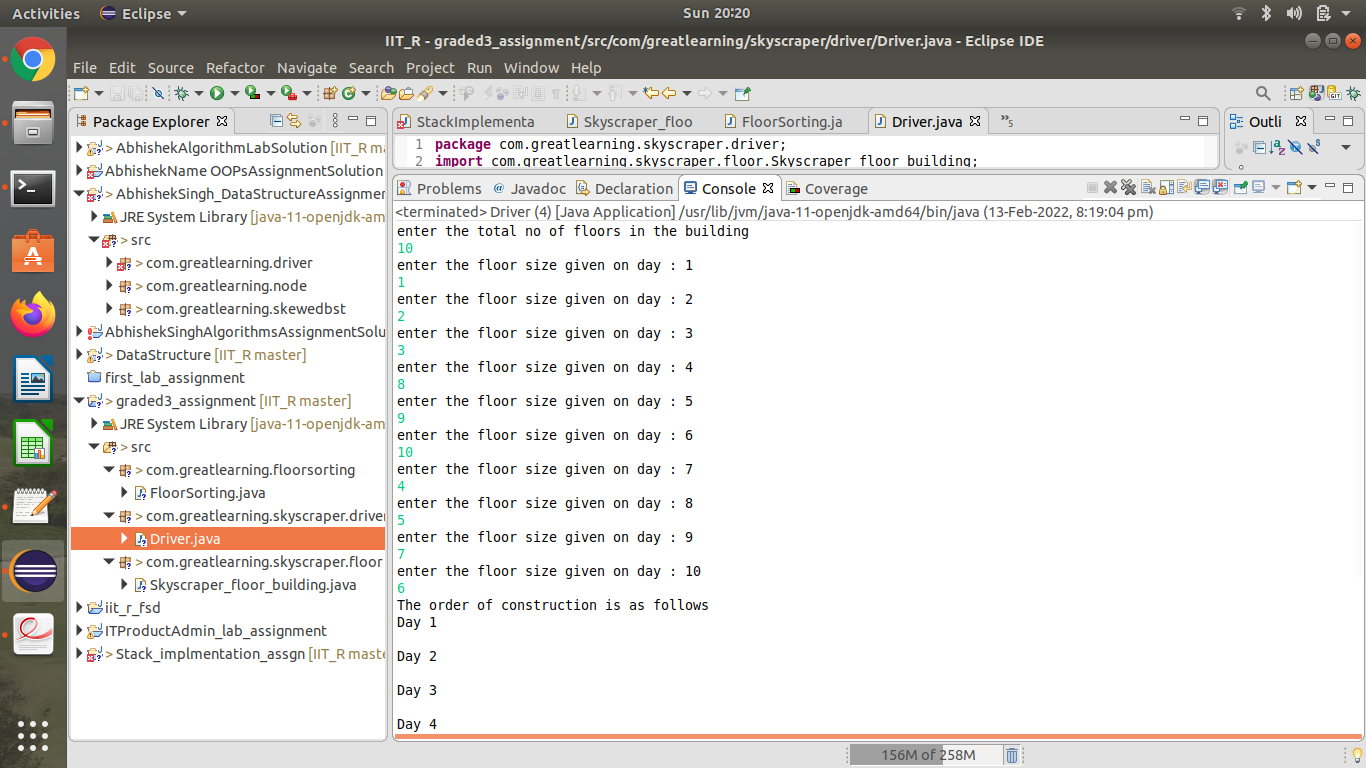 Activities Eclipse Sun 20:20
IIT_R - graded3_assignment/src/com/greatlearning/skyscraper/driver/Driver.java - Eclipse IDE
File Edit Source Refactor Navigate Search Project Run Window Help
Package Explorer
> AbhishekAlgorithmLabSolution [IIT_R ma
AbhishekName OOPsAssignmentSolution
> AbhishekSingh_DataStructureAssignmer
JRE System Library [java-11-openjdk-am
> src
> com.greatlearning.driver
> com.greatlearning.node
> com.greatlearning.skewedbst
AbhishekSinghAlgorithmsAssignmentSolu
> DataStructure [IIT_R master]
first_lab_assignment
> graded3_assignment [IIT_R master]
JRE System Library [java-11-openjdk-am
> src
> com.greatlearning.floorsorting
FloorSorting.java
> com.greatlearning.skyscraper.driver
Driver.java
> com.greatlearning.skyscraper.floor
Skyscraper_floor_building.java
iit_r_fsd
ITProductAdmin_lab_assignment
> Stack_implmentation_assgn [IIT_R maste
StackImplementa Skyscraper_floo FloorSorting.ja Driver.java »5
1 package com.greatlearning.skyscraper.driver;
2 import com.greatlearning.skyscraper.floor.Skyscraper_floor_building;
Outli
Problems Javadoc Declaration Console Coverage
<terminated> Driver (4) [Java Application] /usr/lib/jvm/java-11-openjdk-amd64/bin/java (13-Feb-2022, 8:19:04 pm)
enter the total no of floors in the building
10
enter the floor size given on day : 1
1
enter the floor size given on day : 2
2
enter the floor size given on day : 3
3
enter the floor size given on day : 4
8
enter the floor size given on day : 5
9
enter the floor size given on day : 6
10
enter the floor size given on day : 7
4
enter the floor size given on day : 8
5
enter the floor size given on day : 9
7
enter the floor size given on day : 10
6
The order of construction is as follows
Day 1
Day 2
Day 3
Day 4
156M of 258M